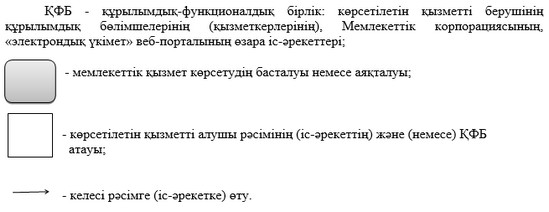 ҚФБ - құрылымдық-функционалдық бірлік: көрсетілетін қызметті берушінің
құрылымдық бөлімшелерінің (қызметкерлерінің), Мемлекеттік корпорациясының,
«электрондық үкімет» веб-порталының өзара іс-әрекеттері;
- мемлекеттік қызмет көрсетудің басталуы немесе аяқталуы;
- көрсетілетін қызметті алушы рәсімінің (іс-әрекеттің) және (немесе) ҚФБ
атауы;
- келесі рәсімге (іс-әрекетке) өту.